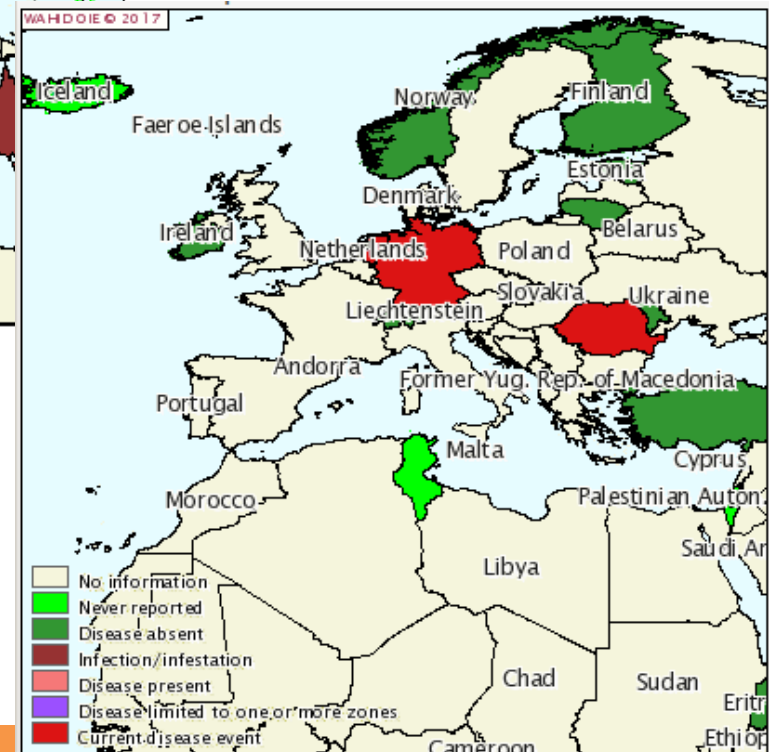 WAHID OIE © 2017
Iceland
Norway
Finland
Faeroe-Islands
Estonia
Denmark
Ireland
Belarus
Netherlands
Poland
Slovakia
Ukraine
Liechtenstein
Andorra
Former Yug. Rep. of Macedonia
Portugal
Malta
Cyprus
Morocco
Palestinian Auton
Saudi Ar
Libya
No information
Never reported
Disease absent
Infection/infestation
Disease present
Disease limited to one or more zones
Current disease event
Chad
Sudan
Eritr
Ethiop
Cameroon